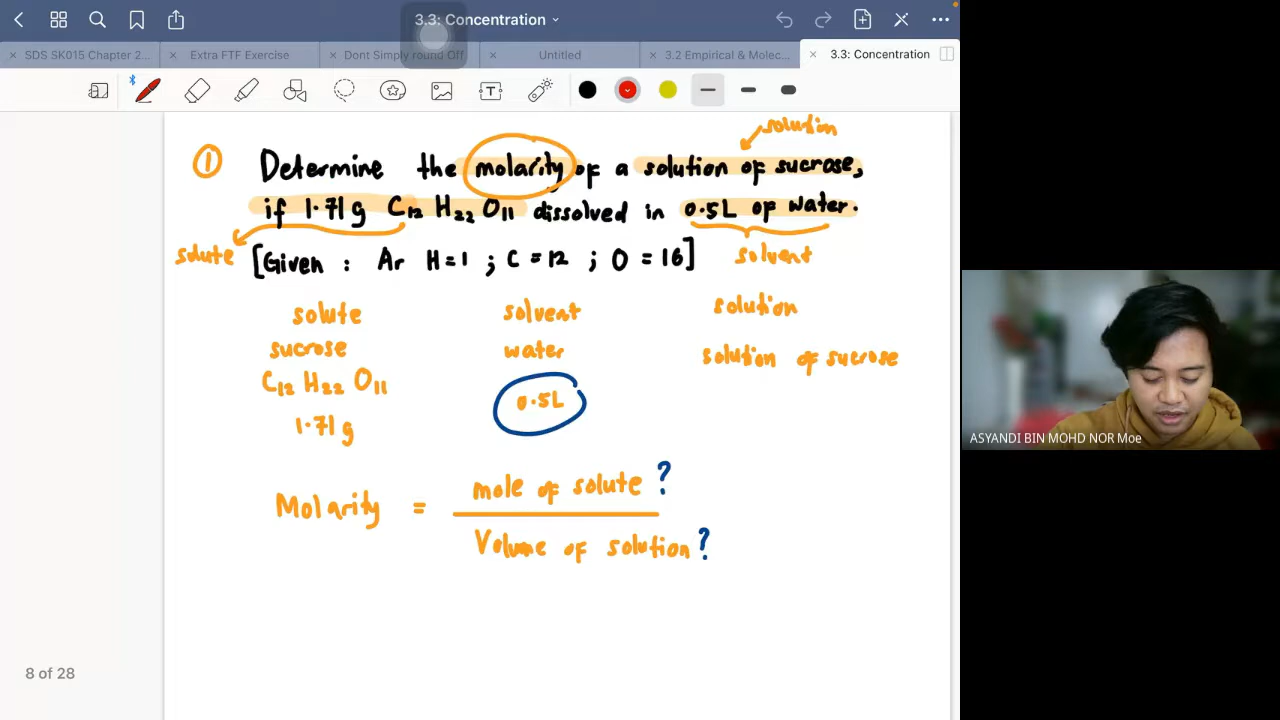 3.3: Concentration
SDS SK015 Chapter 2...
Extra FTF Exercise
Dont Simply round Off
Untitled
3.2 Empirical & Molec...
3.3: Concentration
solution
① Determine the molarity of a solution of sucrose,
if 1.71 g C12 H22 O11 dissolved in 0.5L of water.
solute [Given : Ar H=1 ; C = 12 ; O = 16] solvent
solute solvent solution
sucrose water solution of sucrose
C12 H22 O11
0.5L
1.71 g
Molarity = mole of solute ?
Volume of solution ?
ASYANDI BIN MOHD NOR Moe
8 of 28